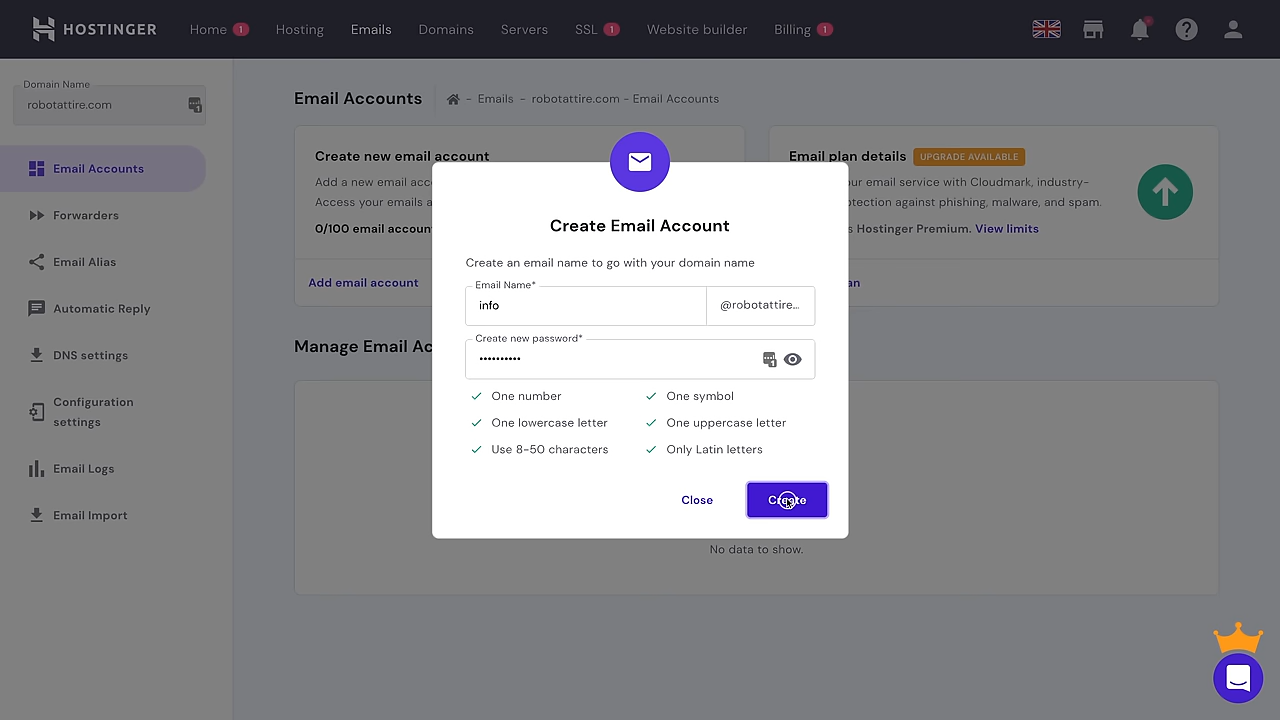 HOSTINGER
Home 1
Hosting
Emails
Domains
Servers
SSL 1
Website builder
Billing 1
Domain Name
robotattire.com
Email Accounts
Forwarders
Email Alias
Automatic Reply
DNS settings
Configuration
settings
Email Logs
Email Import
Email Accounts
- Emails - robotattire.com - Email Accounts
Create new email account
Add a new email acc
Access your emails a
0/100 email accoun
Add email account
Email plan details UPGRADE AVAILABLE
ur email service with Cloudmark, industry-
tection against phishing, malware, and spam.
s Hostinger Premium. View limits
an
Manage Email Ac
No data to show.
Create Email Account
Create an email name to go with your domain name
Email Name*
info
@robotattire...
Create new password*
••••••••••
One number
One symbol
One lowercase letter
One uppercase letter
Use 8-50 characters
Only Latin letters
Close
Create